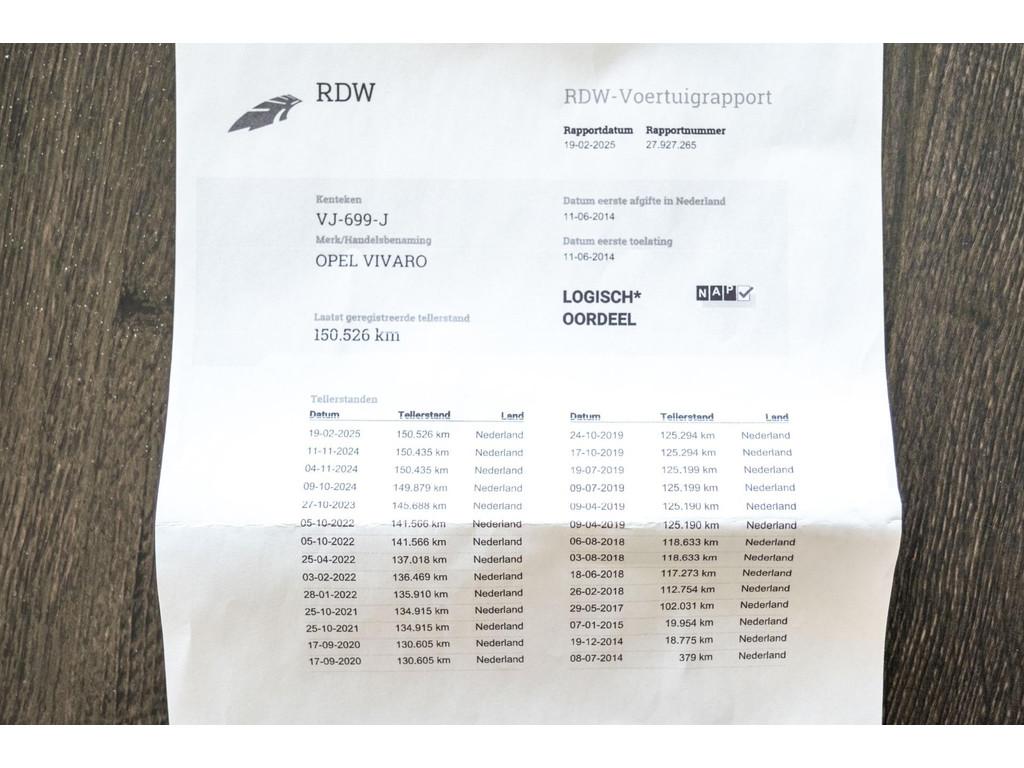 RDW
RDW-Voertuigrapport
Rapportdatum Rapportnummer
19-02-2025 27.927.265
Kenteken
VJ-699-J
Merk/Handelsbenaming
OPEL VIVARO
Laatst geregistreerde tellerstand
150.526 km
Datum eerste afgifte in Nederland
11-06-2014
Datum eerste toelating
11-06-2014
LOGISCH*
OORDEEL
NAP
Tellerstanden
Datum Tellerstand Land
19-02-2025 150.526 km Nederland
11-11-2024 150.435 km Nederland
04-11-2024 150.435 km Nederland
09-10-2024 149.879 km Nederland
27-10-2023 145.688 km Nederland
05-10-2022 141.566 km Nederland
05-10-2022 141.566 km Nederland
25-04-2022 137.018 km Nederland
03-02-2022 136.469 km Nederland
28-01-2022 135.910 km Nederland
25-10-2021 134.915 km Nederland
25-10-2021 134.915 km Nederland
17-09-2020 130.605 km Nederland
17-09-2020 130.605 km Nederland
Datum Tellerstand Land
24-10-2019 125.294 km Nederland
17-10-2019 125.294 km Nederland
19-07-2019 125.199 km Nederland
09-07-2019 125.199 km Nederland
09-04-2019 125.190 km Nederland
09-04-2019 125.190 km Nederland
06-08-2018 118.633 km Nederland
03-08-2018 118.633 km Nederland
18-06-2018 117.273 km Nederland
26-02-2018 112.754 km Nederland
29-05-2017 102.031 km Nederland
07-01-2015 19.954 km Nederland
19-12-2014 18.775 km Nederland
08-07-2014 379 km Nederland